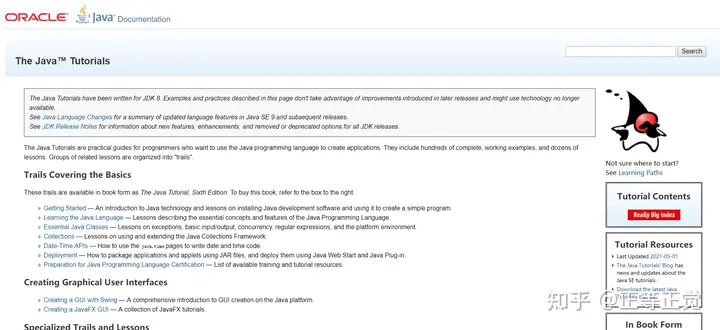 ORACLE Java Documentation
Search
The Java™ Tutorials
The Java Tutorials have been written for JDK 8. Examples and practices described in this page don't take advantage of improvements introduced in later releases and might use technology no longer
available.
See Java Language Changes for a summary of updated language features in Java SE 9 and subsequent releases.
See JDK Release Notes for information about new features, enhancements, and removed or deprecated options for all JDK releases.
The Java Tutorials are practical guides for programmers who want to use the Java programming language to create applications. They include hundreds of complete, working examples, and dozens of
lessons. Groups of related lessons are organized into "trails".
Trails Covering the Basics
These trails are available in book form as The Java Tutorial, Sixth Edition. To buy this book, refer to the box to the right.
» Getting Started — An introduction to Java technology and lessons on installing Java development software and using it to create a simple program.
» Learning the Java Language — Lessons describing the essential concepts and features of the Java Programming Language.
» Essential Java Classes — Lessons on exceptions, basic input/output, concurrency, regular expressions, and the platform environment.
» Collections — Lessons on using and extending the Java Collections Framework.
» Date-Time APIs — How to use the java.time pages to write date and time code.
» Deployment — How to package applications and applets using JAR files, and deploy them using Java Web Start and Java Plug-in.
» Preparation for Java Programming Language Certification — List of available training and tutorial resources.
Creating Graphical User Interfaces
» Creating a GUI with Swing — A comprehensive introduction to GUI creation on the Java platform.
» Creating a JavaFX GUI — A collection of JavaFX tutorials.
Specialized Trails and Lessons
Not sure where to start?
See Learning Paths
Tutorial Contents
Really Big Index
Tutorial Resources
Last Updated 2021-05-03
The Java Tutorials' Blog has
news and updates about the
Java SE tutorials.
Download the latest Java
In Book Form
知乎 @正等正觉